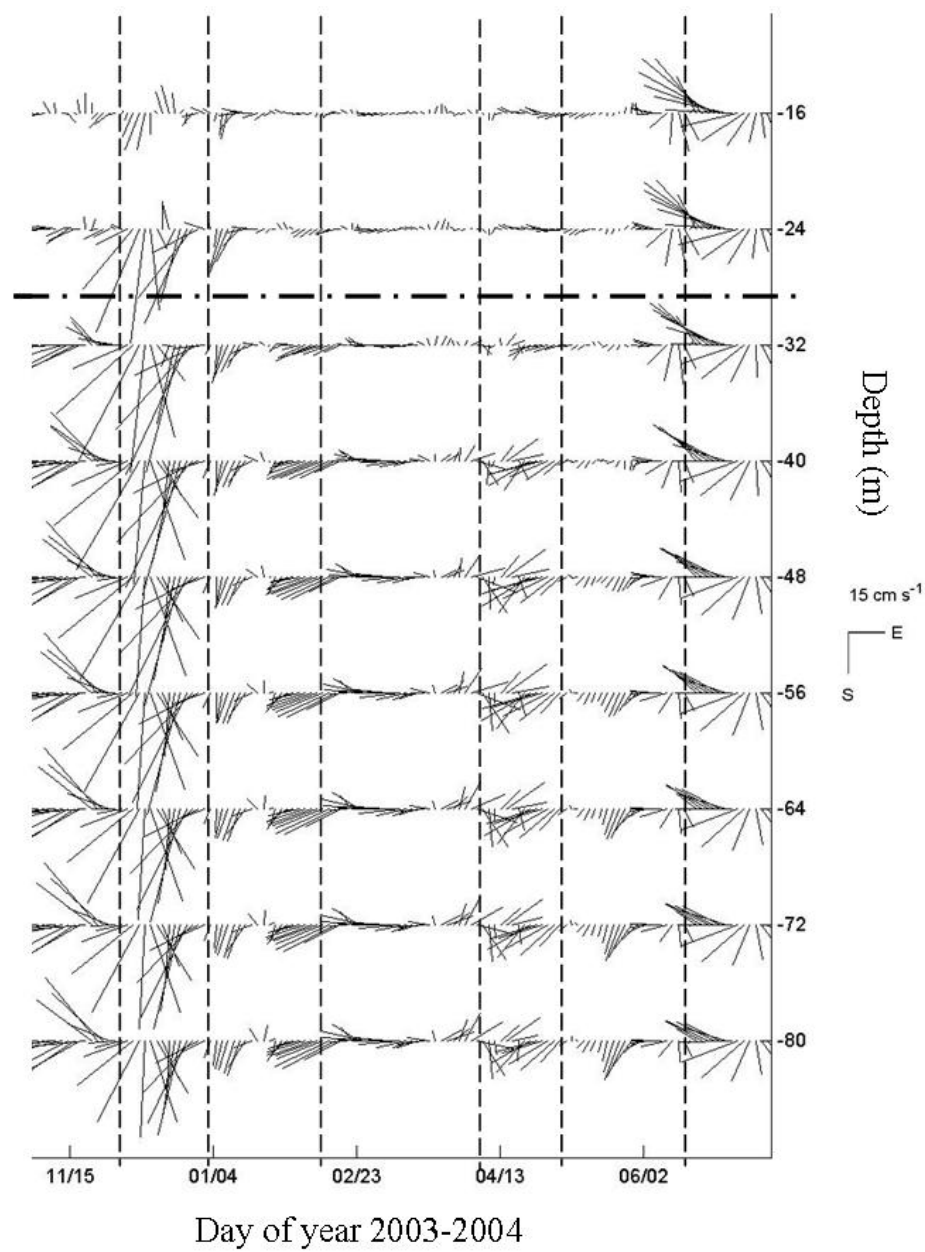 -16
-24
-32
-40
-48
-56
-64
-72
-80
Depth (m)
15 cm s-1
E
S
11/15 01/04 02/23 04/13 06/02
Day of year 2003-2004